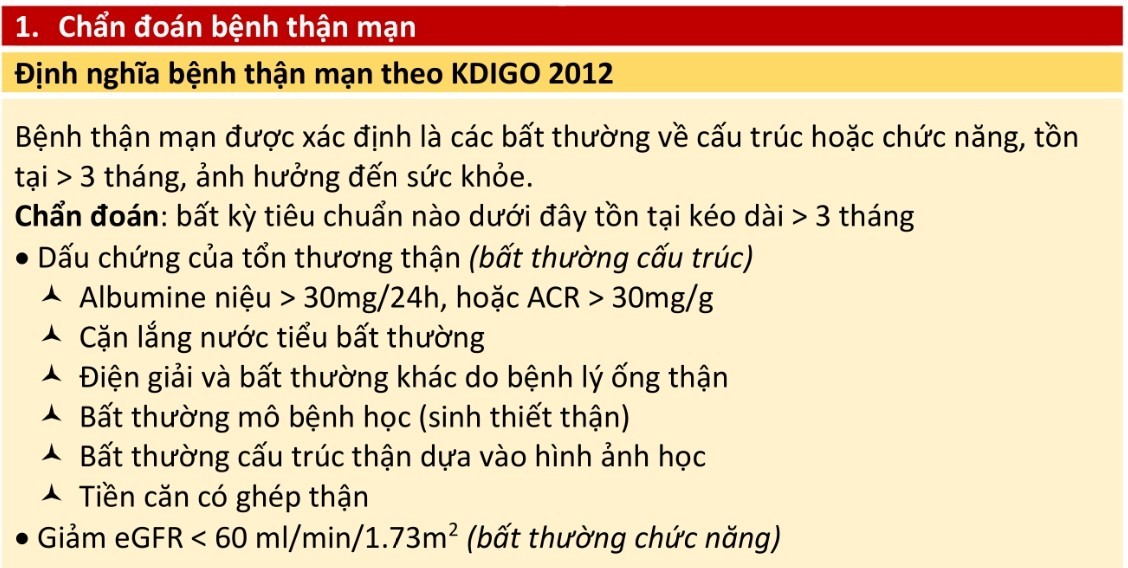 1. Chẩn đoán bệnh thận mạn
Định nghĩa bệnh thận mạn theo KDIGO 2012
Bệnh thận mạn được xác định là các bất thường về cấu trúc hoặc chức năng, tồn
tại > 3 tháng, ảnh hưởng đến sức khỏe.
Chẩn đoán: bất kỳ tiêu chuẩn nào dưới đây tồn tại kéo dài > 3 tháng
• Dấu chứng của tổn thương thận (bất thường cấu trúc)
⮝ Albumine niệu > 30mg/24h, hoặc ACR > 30mg/g
⮝ Cặn lắng nước tiểu bất thường
⮝ Điện giải và bất thường khác do bệnh lý ống thận
⮝ Bất thường mô bệnh học (sinh thiết thận)
⮝ Bất thường cấu trúc thận dựa vào hình ảnh học
⮝ Tiền căn có ghép thận
• Giảm eGFR < 60 ml/min/1.73m² (bất thường chức năng)